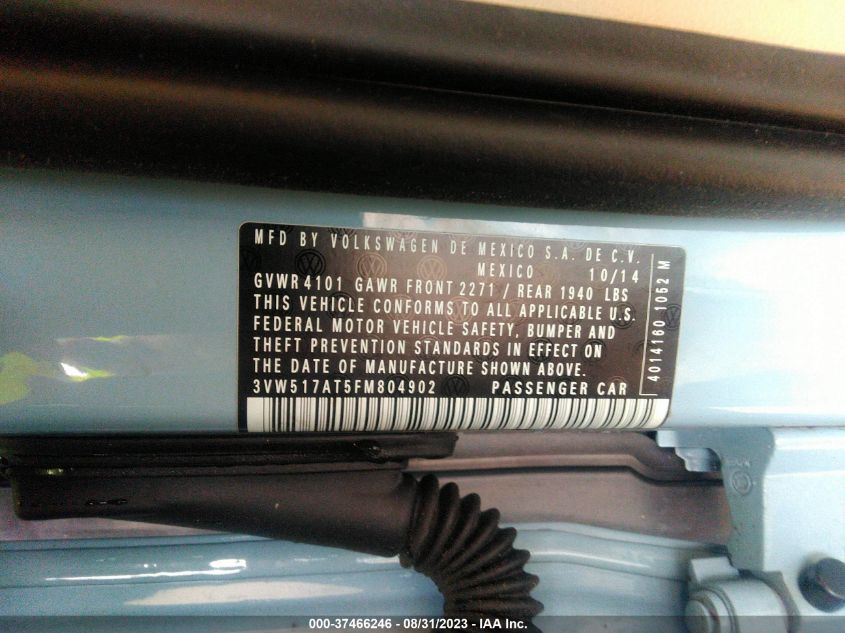 MFD BY VOLKSWAGEN DE MEXICO S.A. DE C.V.
MEXICO 10/14
GVWR 4101 GAWR FRONT 2271 / REAR 1940 LBS
THIS VEHICLE CONFORMS TO ALL APPLICABLE U.S.
FEDERAL MOTOR VEHICLE SAFETY, BUMPER AND
THEFT PREVENTION STANDARDS IN EFFECT ON
THE DATE OF MANUFACTURE SHOWN ABOVE.
3VW517AT5FM804902 PASSENGER CAR
4014160 1052 M
000-37466246 - 08/31/2023 - IAA Inc.